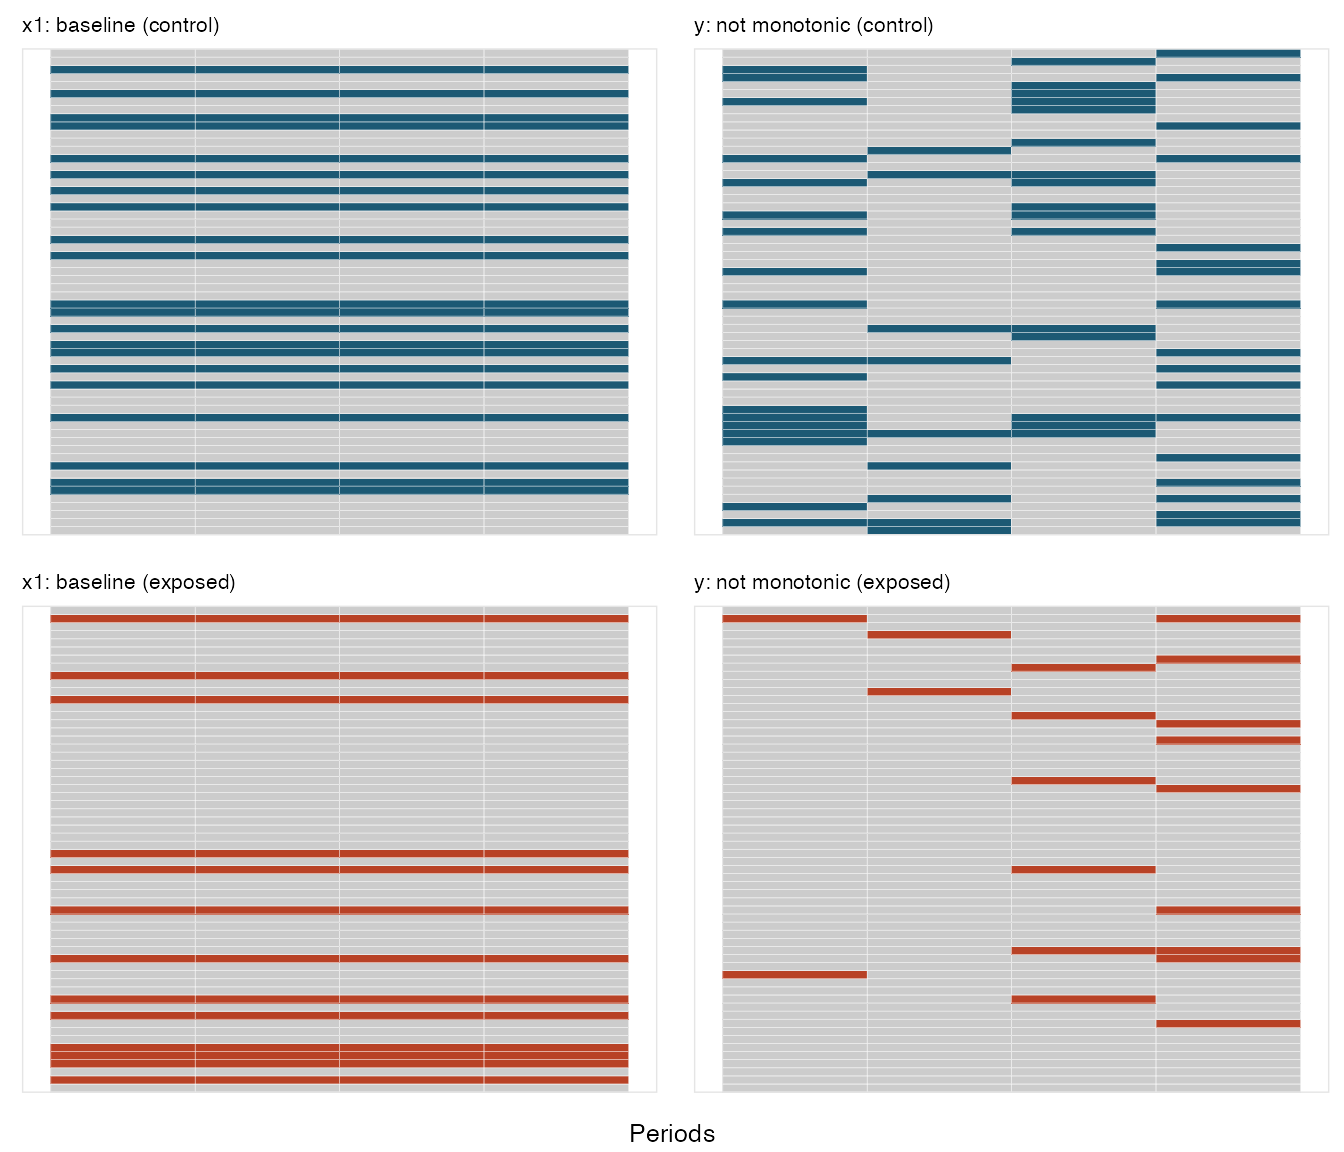 x1: baseline (control)
y: not monotonic (control)
x1: baseline (exposed)
y: not monotonic (exposed)
Periods